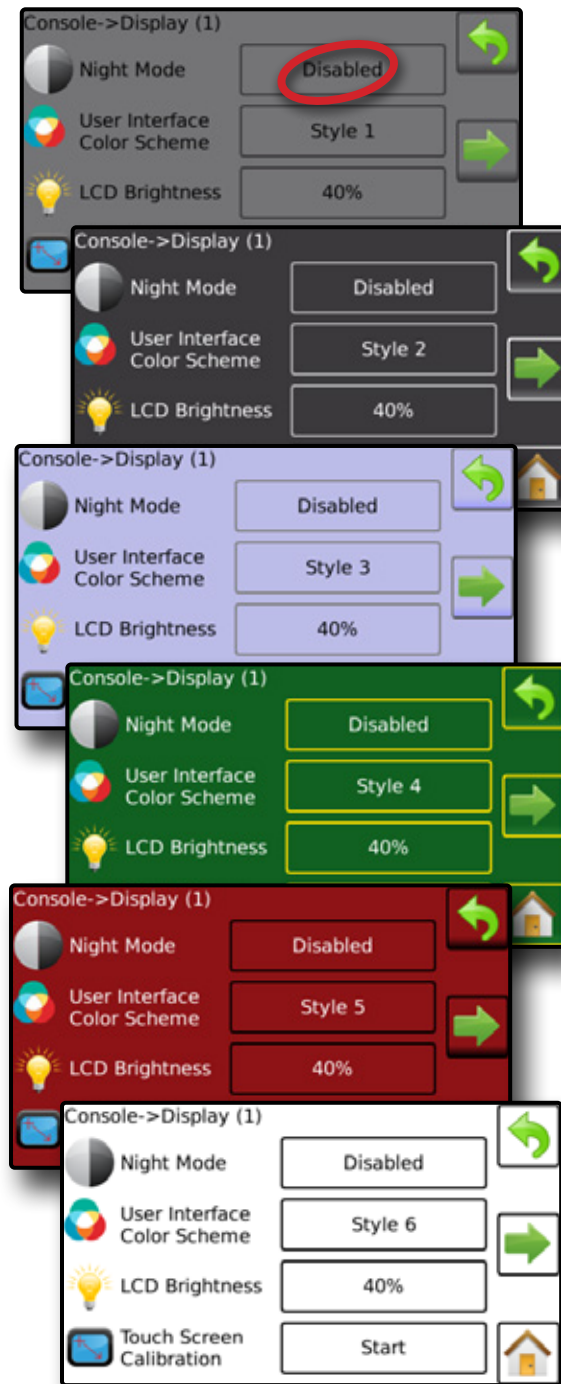 Console->Display (1)
Night Mode Disabled
User Interface
Color Scheme Style 1
LCD Brightness 40%
Console->Display (1)
Night Mode Disabled
User Interface
Color Scheme Style 2
LCD Brightness 40%
Console->Display (1)
Night Mode Disabled
User Interface
Color Scheme Style 3
LCD Brightness 40%
Console->Display (1)
Night Mode Disabled
User Interface
Color Scheme Style 4
LCD Brightness 40%
Console->Display (1)
Night Mode Disabled
User Interface
Color Scheme Style 5
LCD Brightness 40%
Console->Display (1)
Night Mode Disabled
User Interface
Color Scheme Style 6
LCD Brightness 40%
Touch Screen
Calibration Start